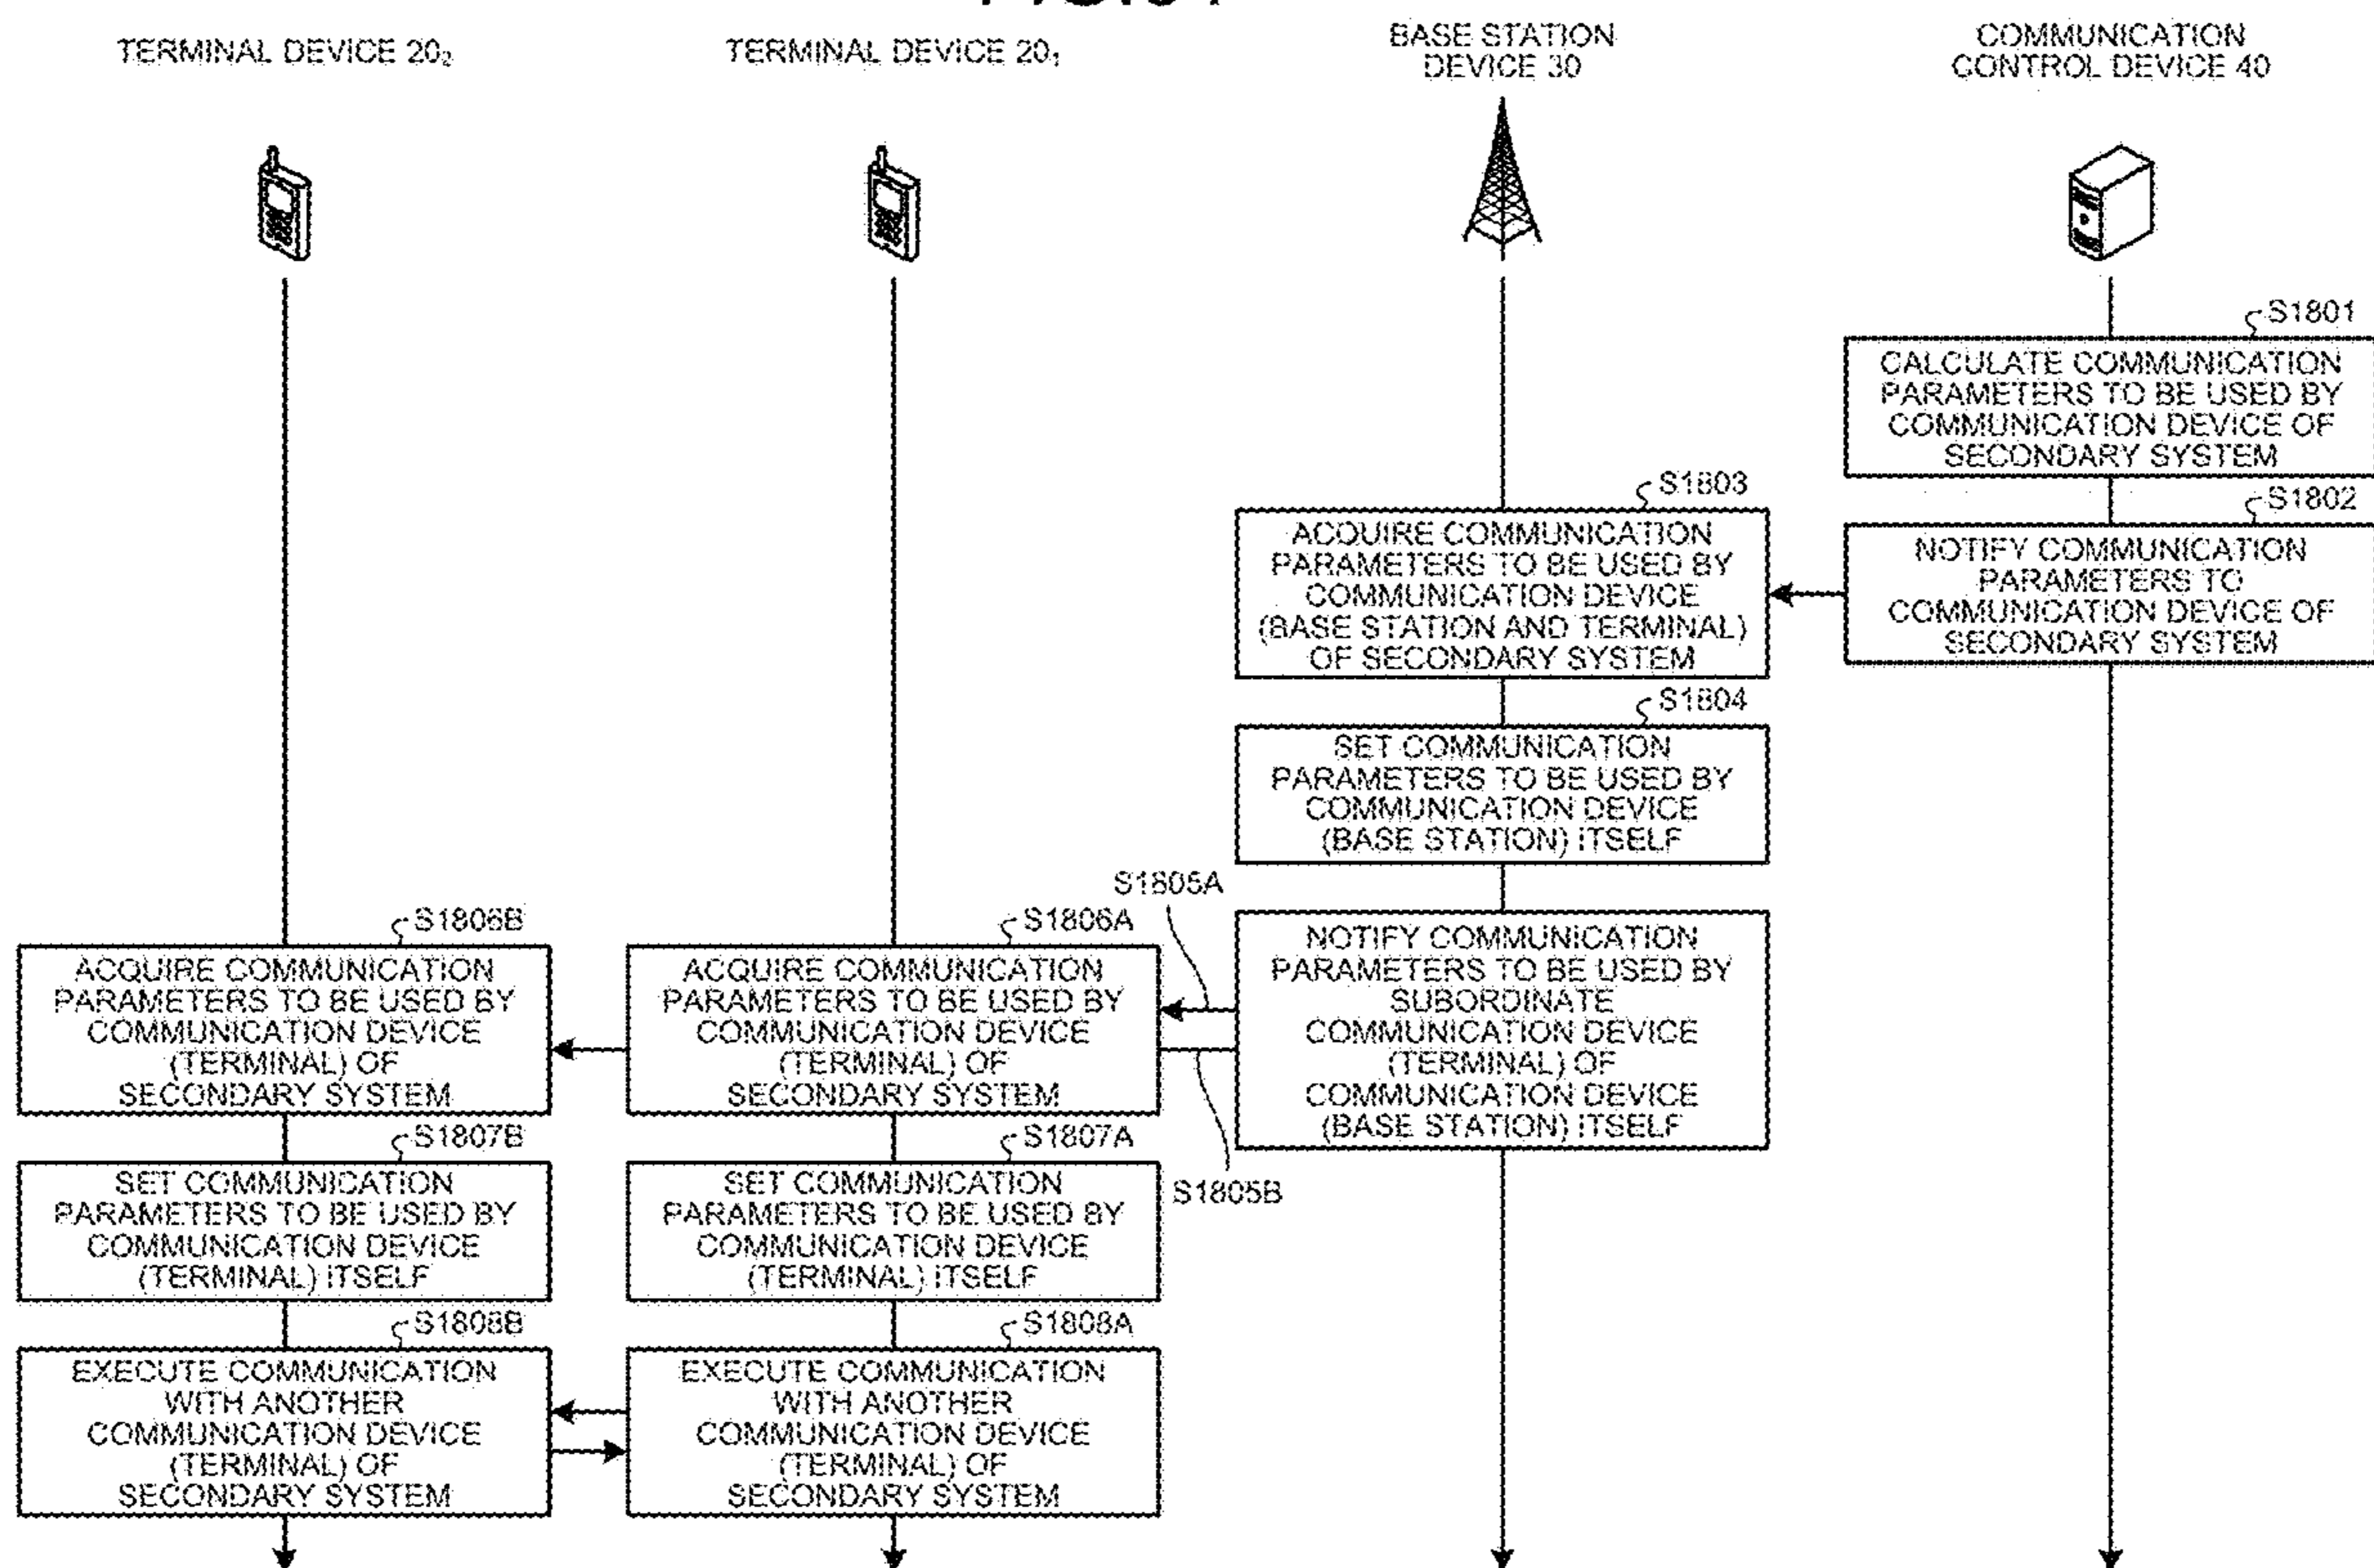 TERMINAL DEVICE 20₂
TERMINAL DEVICE 20₁
BASE STATION
DEVICE 30
COMMUNICATION
CONTROL DEVICE 40
S1801
CALCULATE COMMUNICATION
PARAMETERS TO BE USED BY
COMMUNICATION DEVICE OF
SECONDARY SYSTEM
S1802
NOTIFY COMMUNICATION
PARAMETERS TO
COMMUNICATION DEVICE OF
SECONDARY SYSTEM
S1803
ACQUIRE COMMUNICATION
PARAMETERS TO BE USED BY
COMMUNICATION DEVICE
(BASE STATION AND TERMINAL)
OF SECONDARY SYSTEM
S1804
SET COMMUNICATION
PARAMETERS TO BE USED BY
COMMUNICATION DEVICE
(BASE STATION) ITSELF
S1805A
NOTIFY COMMUNICATION
PARAMETERS TO BE USED BY
SUBORDINATE
COMMUNICATION DEVICE
(TERMINAL) OF
COMMUNICATION DEVICE
(BASE STATION) ITSELF
S1805B
S1806B
ACQUIRE COMMUNICATION
PARAMETERS TO BE USED BY
COMMUNICATION DEVICE
(TERMINAL) OF
SECONDARY SYSTEM
S1806A
ACQUIRE COMMUNICATION
PARAMETERS TO BE USED BY
COMMUNICATION DEVICE
(TERMINAL) OF
SECONDARY SYSTEM
S1807B
SET COMMUNICATION
PARAMETERS TO BE USED BY
COMMUNICATION DEVICE
(TERMINAL) ITSELF
S1807A
SET COMMUNICATION
PARAMETERS TO BE USED BY
COMMUNICATION DEVICE
(TERMINAL) ITSELF
S1808B
EXECUTE COMMUNICATION
WITH ANOTHER
COMMUNICATION DEVICE
(TERMINAL) OF
SECONDARY SYSTEM
S1808A
EXECUTE COMMUNICATION
WITH ANOTHER
COMMUNICATION DEVICE
(TERMINAL) OF
SECONDARY SYSTEM